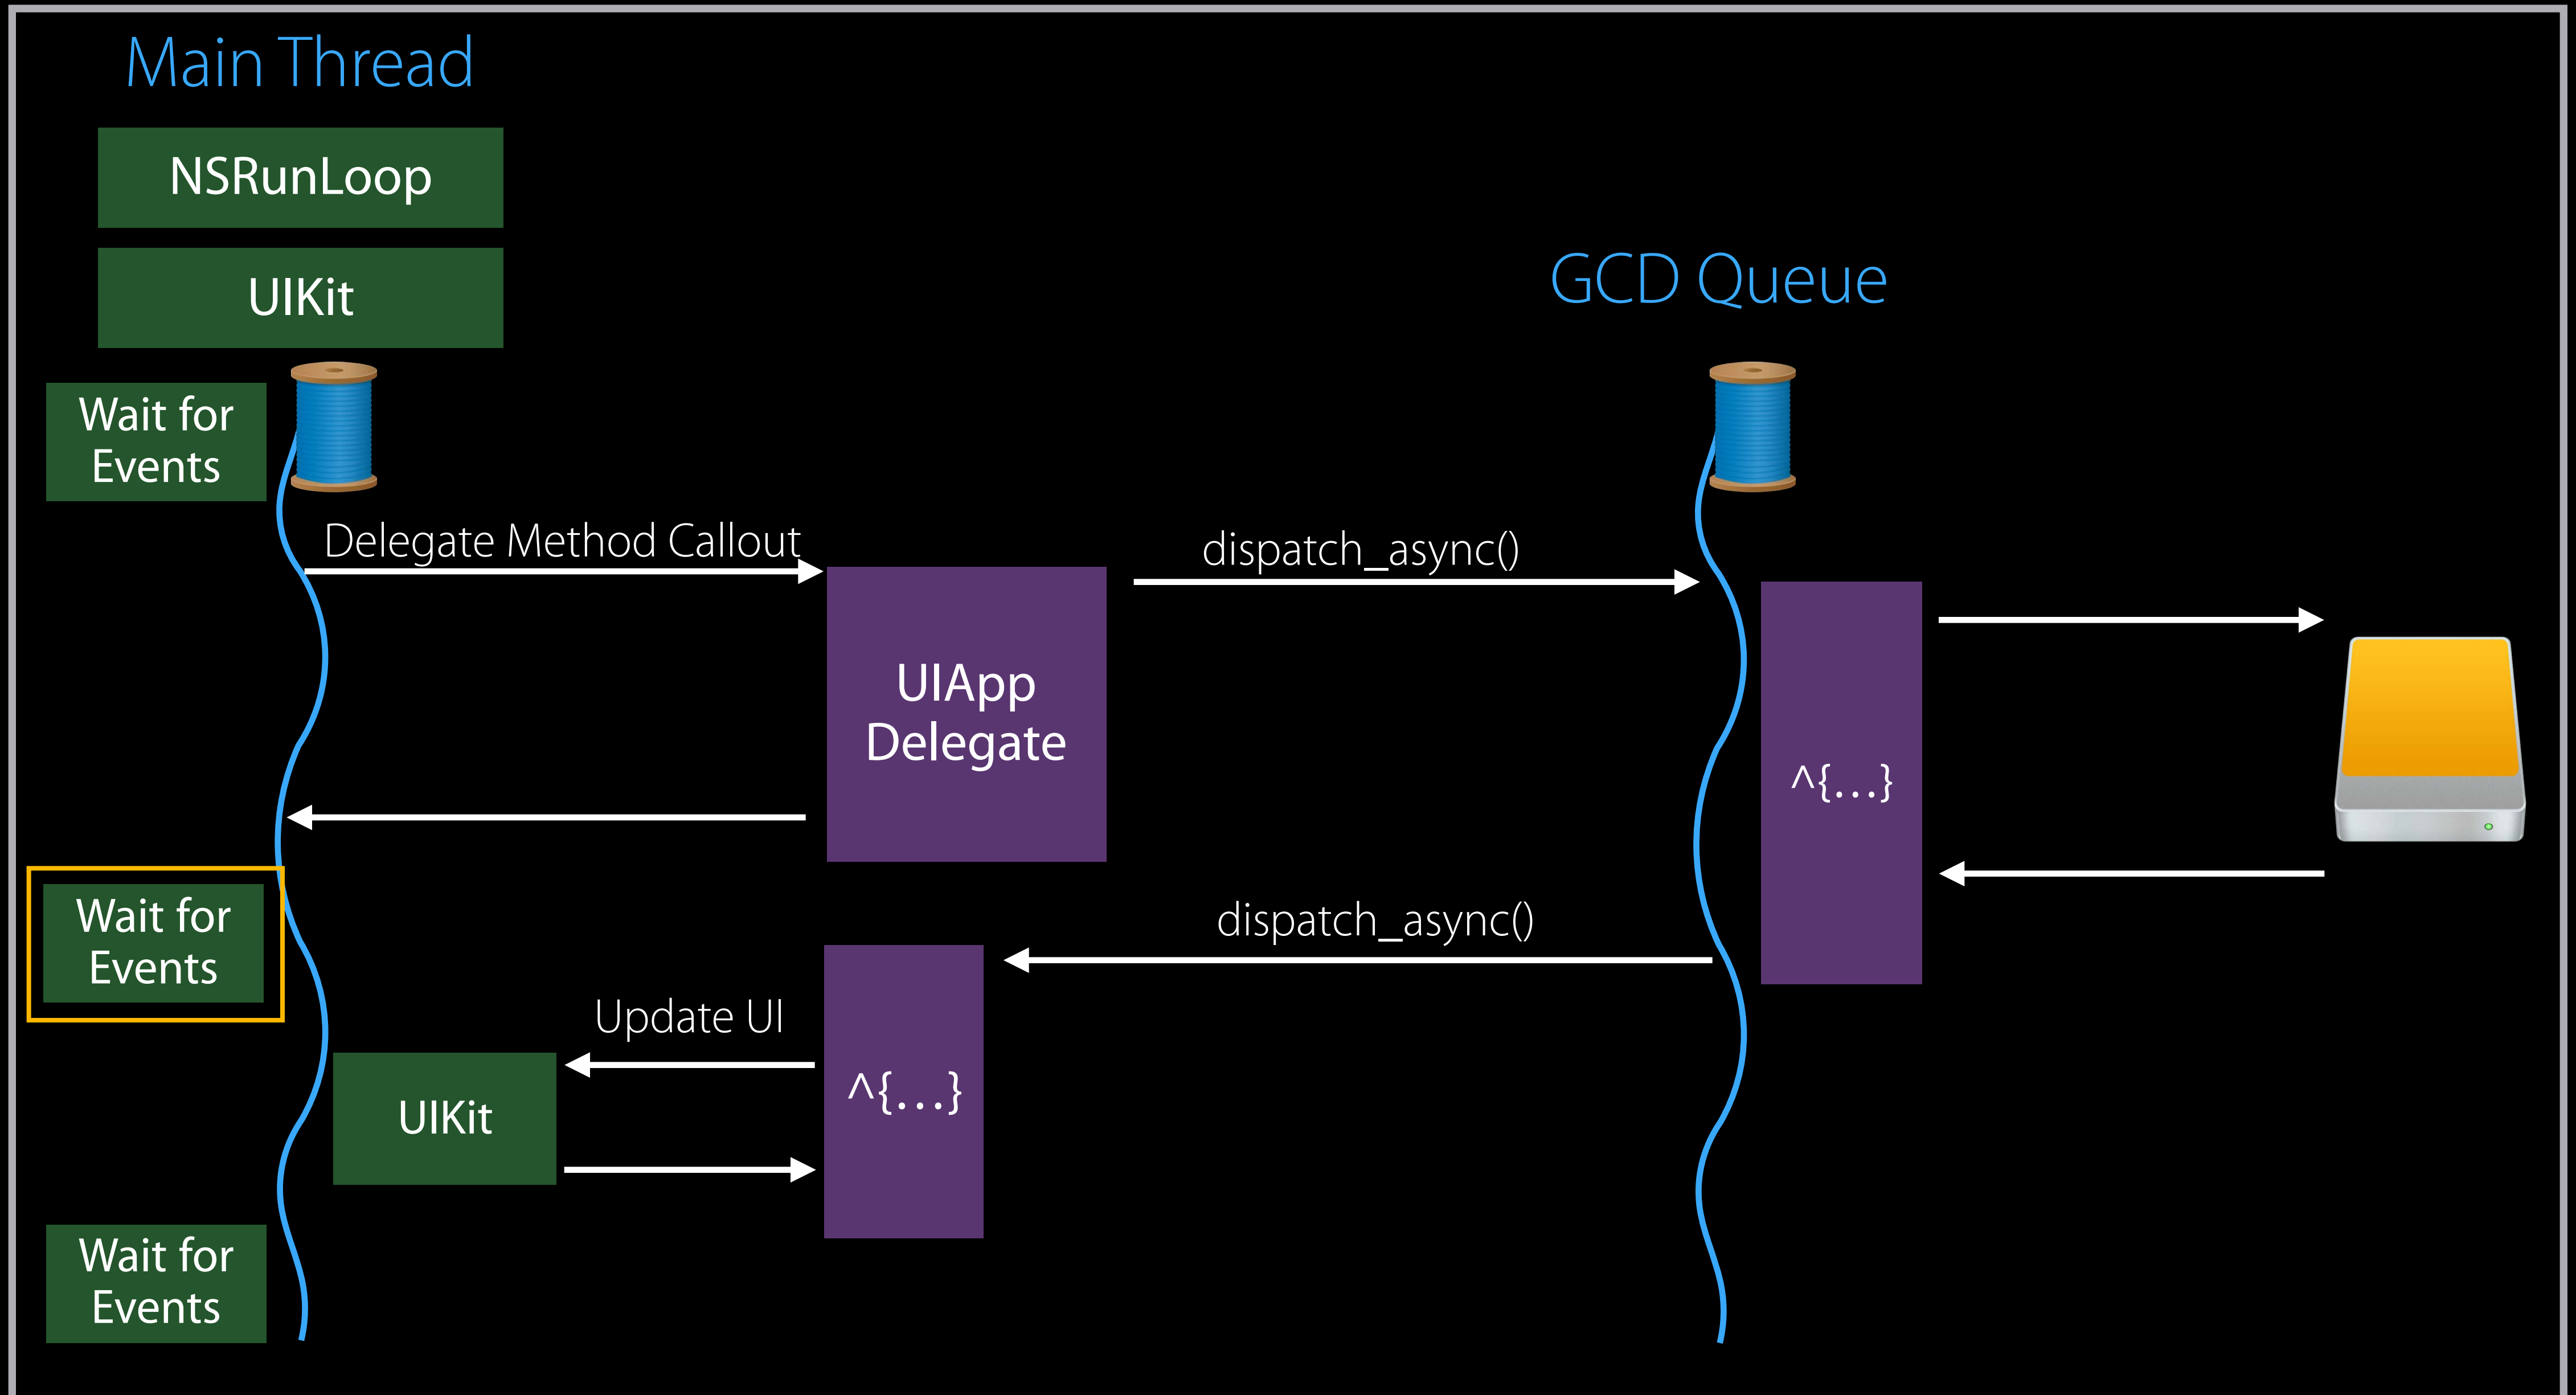 Main Thread
NSRunLoop
UIKit
GCD Queue
Wait for
Events
Delegate Method Callout
dispatch_async()
UIApp
Delegate
^{...}
Wait for
Events
dispatch_async()
Update UI
^{...}
UIKit
Wait for
Events